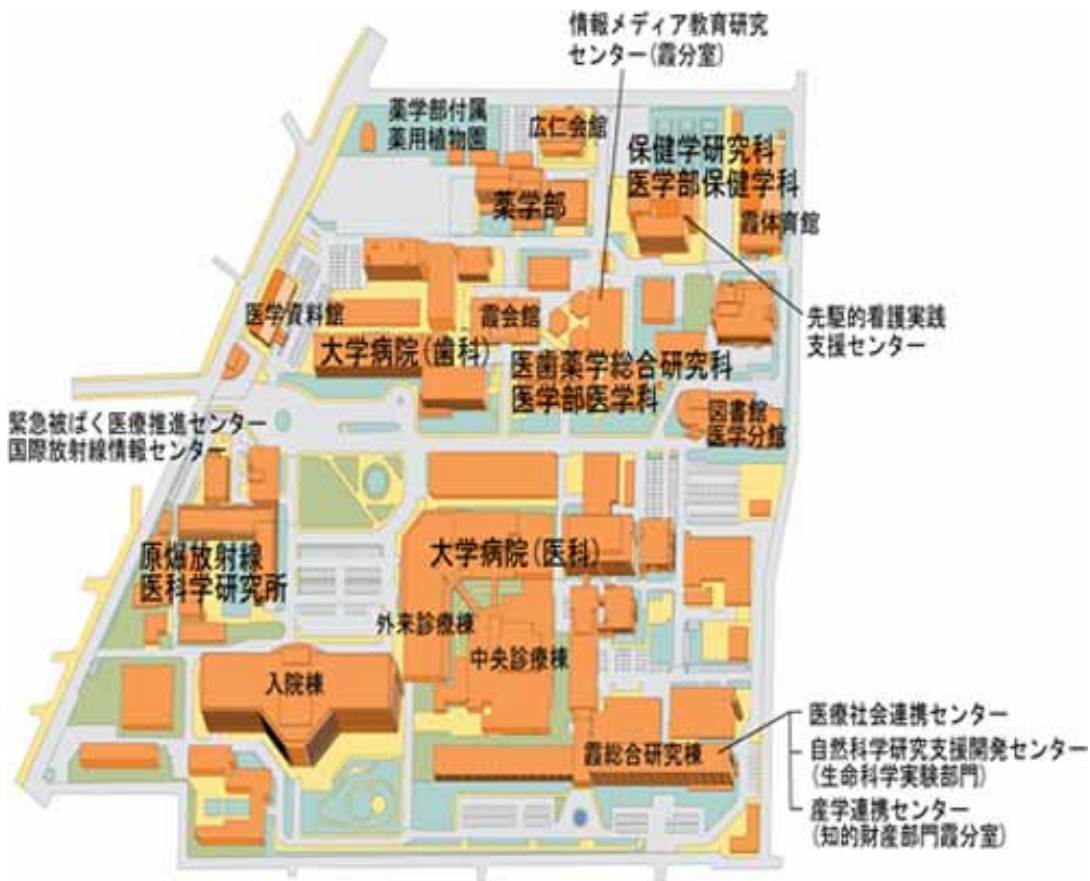 情報メディア教育研究
センター(霞分室)
薬学部付属
薬用植物園
広仁会館
保健学研究科
医学部保健学科
薬学部
霞体育館
医学資料館
霞会館
先駆的看護実践
支援センター
大学病院(歯科)
医歯薬学総合研究科
医学部医学科
図書館
医学分館
緊急被ばく医療推進センター
国際放射線情報センター
大学病院(医科)
原爆放射線
医科学研究所
外来診療棟
中央診療棟
入院棟
霞総合研究棟
医療社会連携センター
自然科学研究支援開発センター
(生命科学実験部門)
産学連携センター
(知的財産部門霞分室)